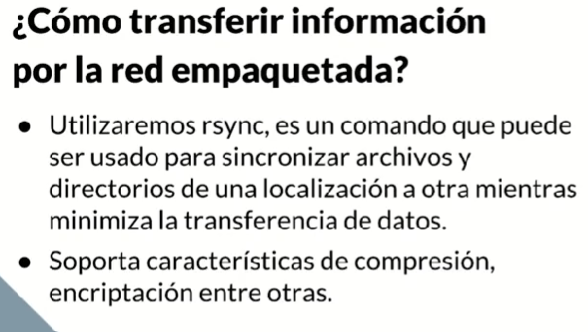 ¿Cómo transferir información
por la red empaquetada?
● Utilizaremos rsync, es un comando que puede
ser usado para sincronizar archivos y
directorios de una localización a otra mientras
minimiza la transferencia de datos.
● Soporta características de compresión,
encriptación entre otras.